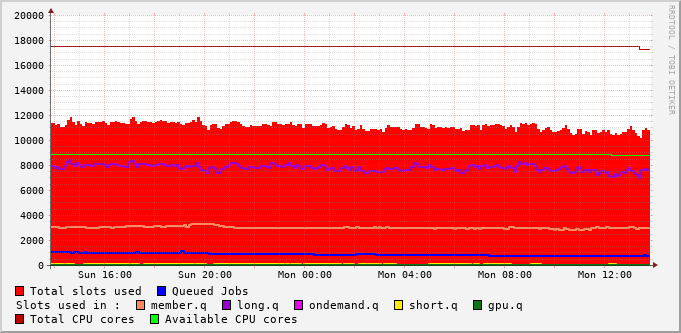 RRDTOOL / TOBI OETIKER
20000
18000
16000
14000
12000
10000
8000
6000
4000
2000
0
Sun 16:00 Sun 20:00 Mon 00:00 Mon 04:00 Mon 08:00 Mon 12:00
Total slots used Queued Jobs
Slots used in : member.q long.q ondemand.q short.q gpu.q
Total CPU cores Available CPU cores